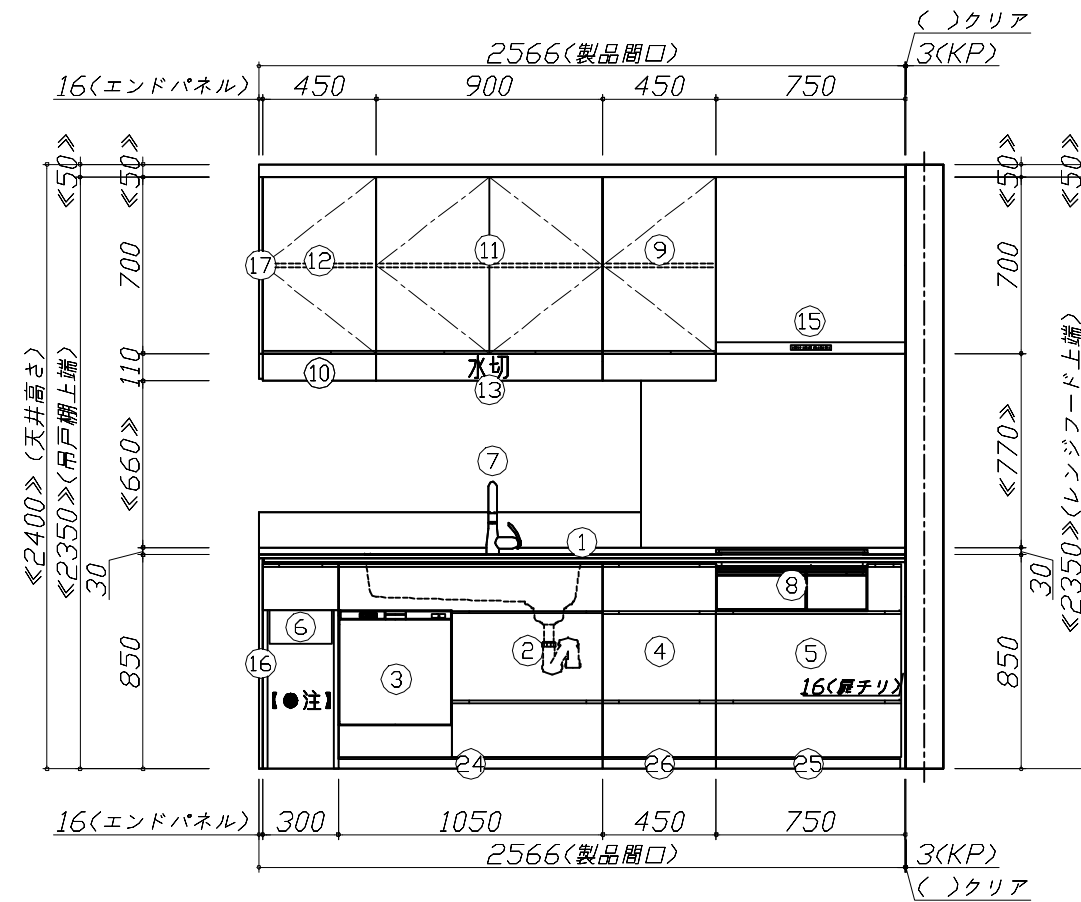 ( )クリア
2566(製品間口)
3(KP)
16(エンドパネル)
450
900
450
750
≪50≫
≪50≫
≪50≫
≪50≫
700
700
17
12
11
9
15
110
10
水切
13
≪2400≫(天井高さ)
≪2350≫(吊戸棚上端)
≪660≫
≪770≫
≪2350≫(レンジフード上端)
7
1
30
30
8
6
2
4
5
16
3
850
850
16(扉チリ)
【●注】
24
26
25
16(エンドパネル)
300
1050
450
750
2566(製品間口)
3(KP)
( )クリア